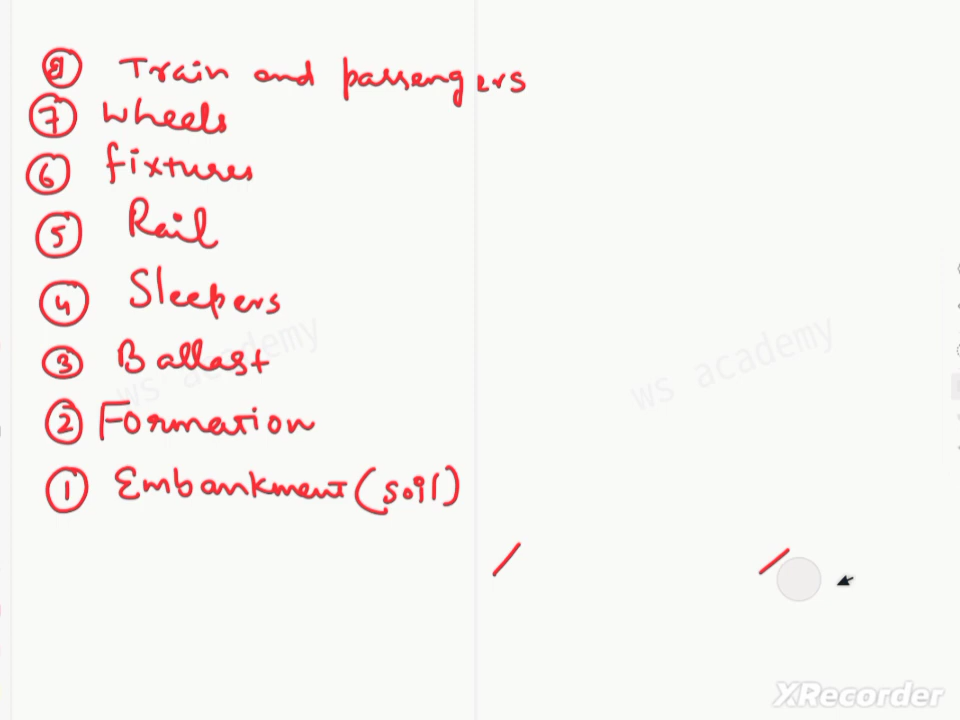 8 Train and passengers
7 Wheels
6 fixtures
5 Rail
4 Sleepers
3 Ballast
2 Formation
1 Embankment (soil)
ws academy
ws academy
XRecorder